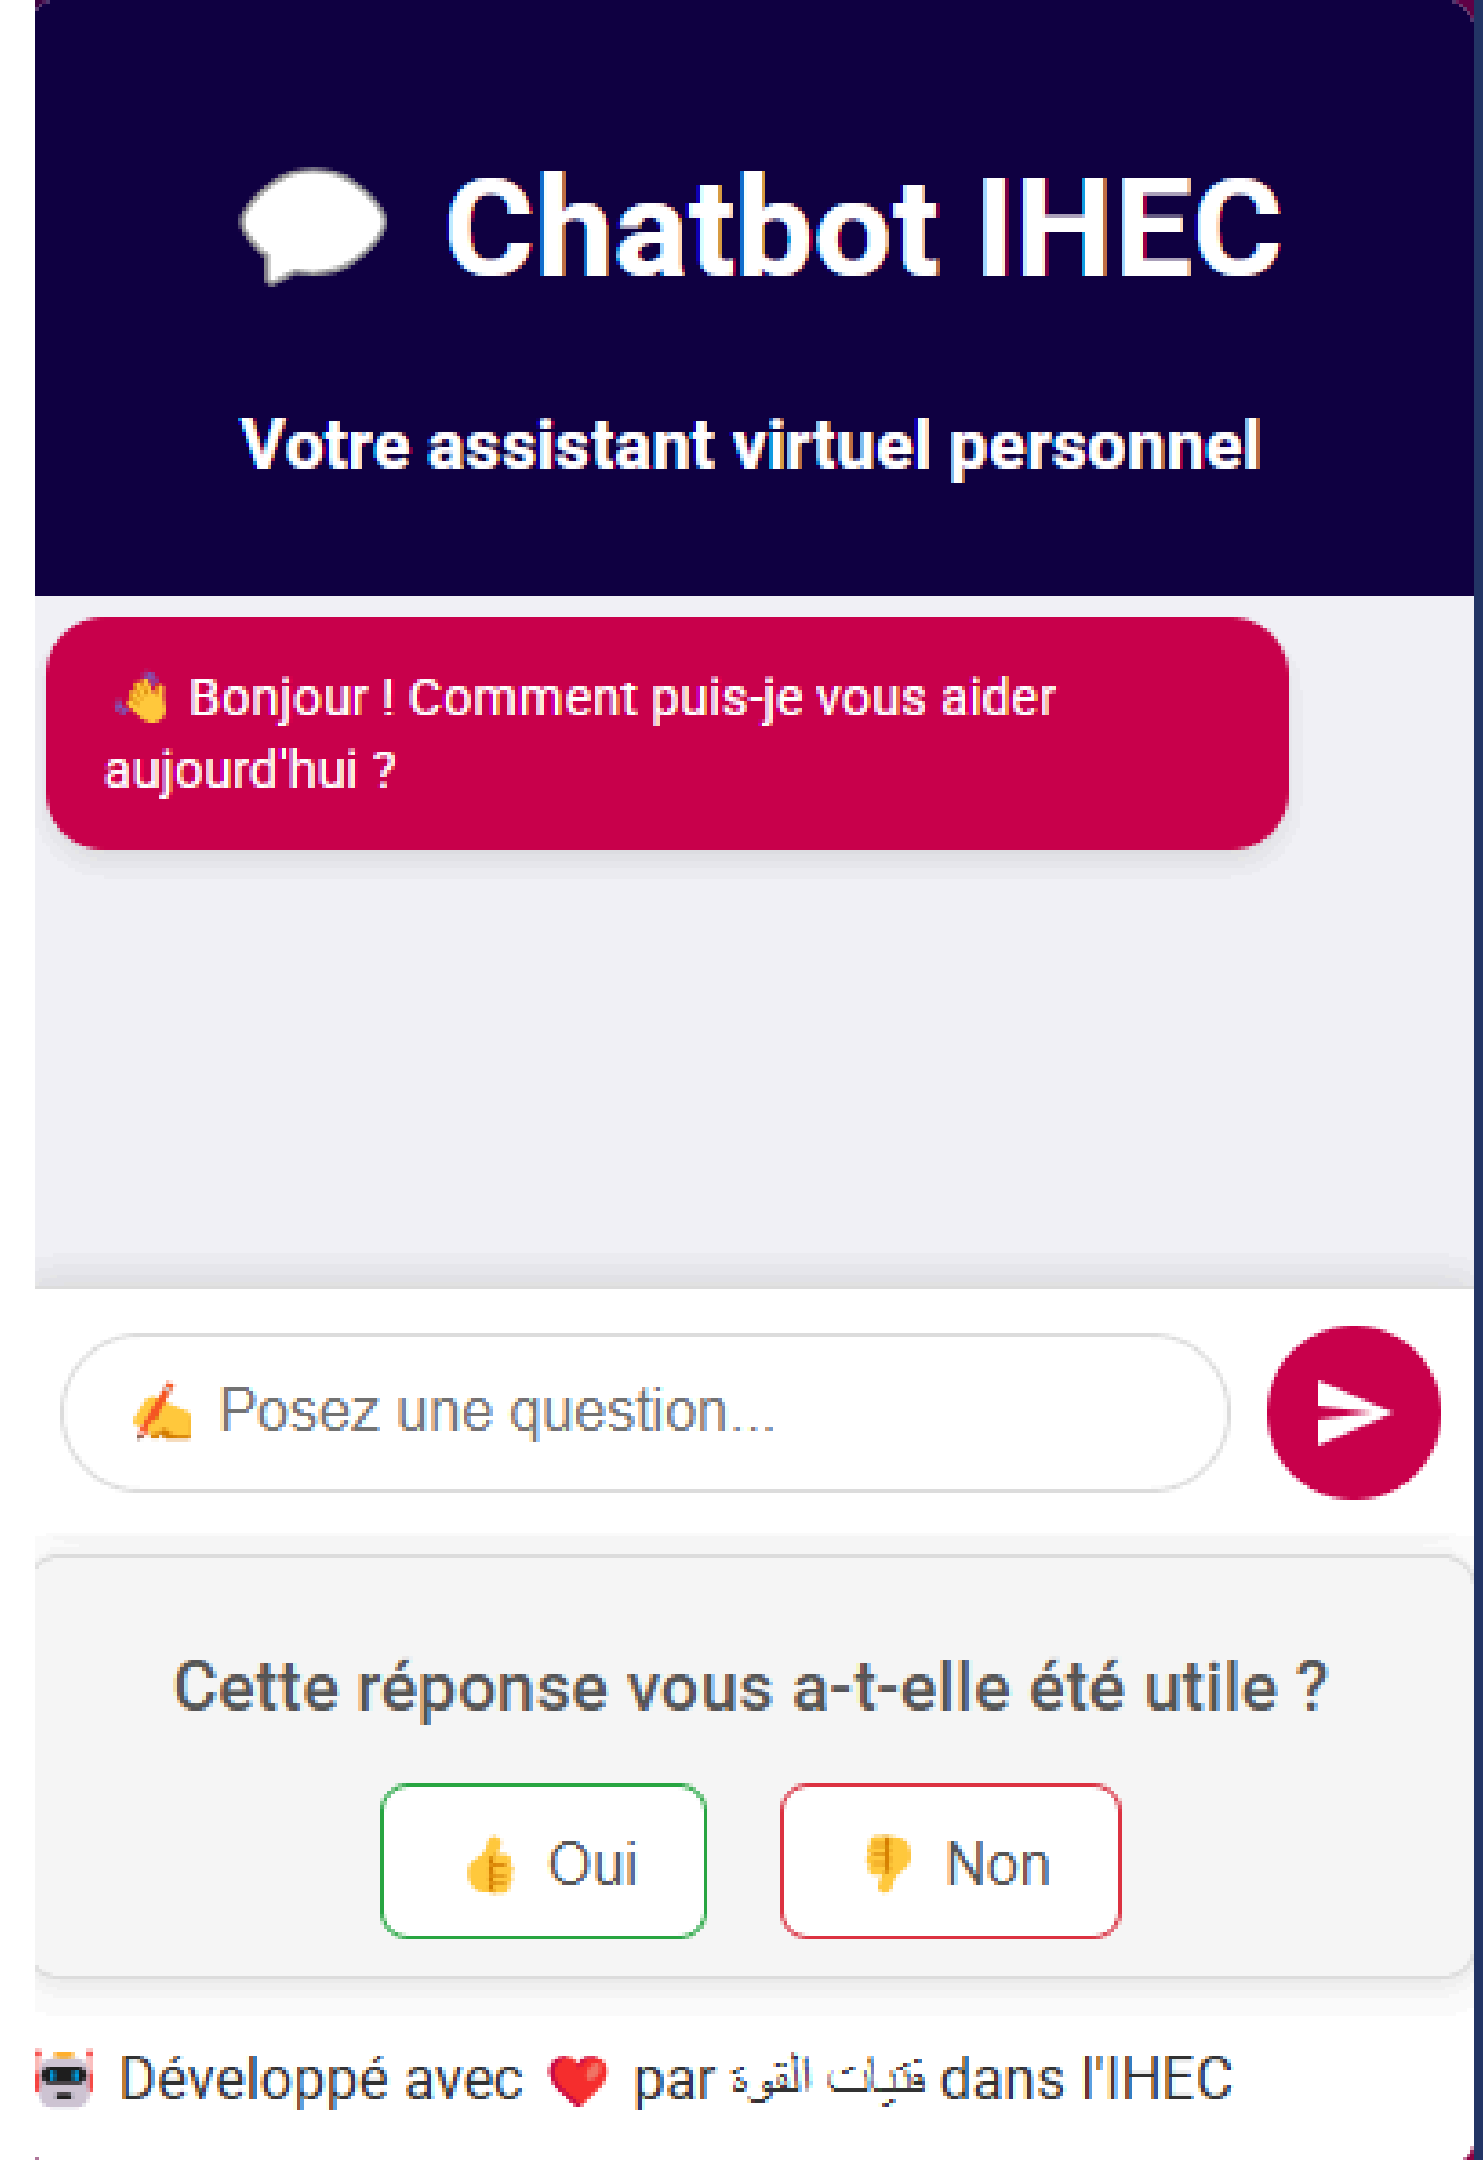 💬 Chatbot IHEC
Votre assistant virtuel personnel
👋 Bonjour ! Comment puis-je vous aider
aujourd'hui ?
✍️ Posez une question...
Cette réponse vous a-t-elle été utile ?
👍 Oui
👎 Non
🤖 Développé avec ❤️ par فتيات القوة dans l'IHEC